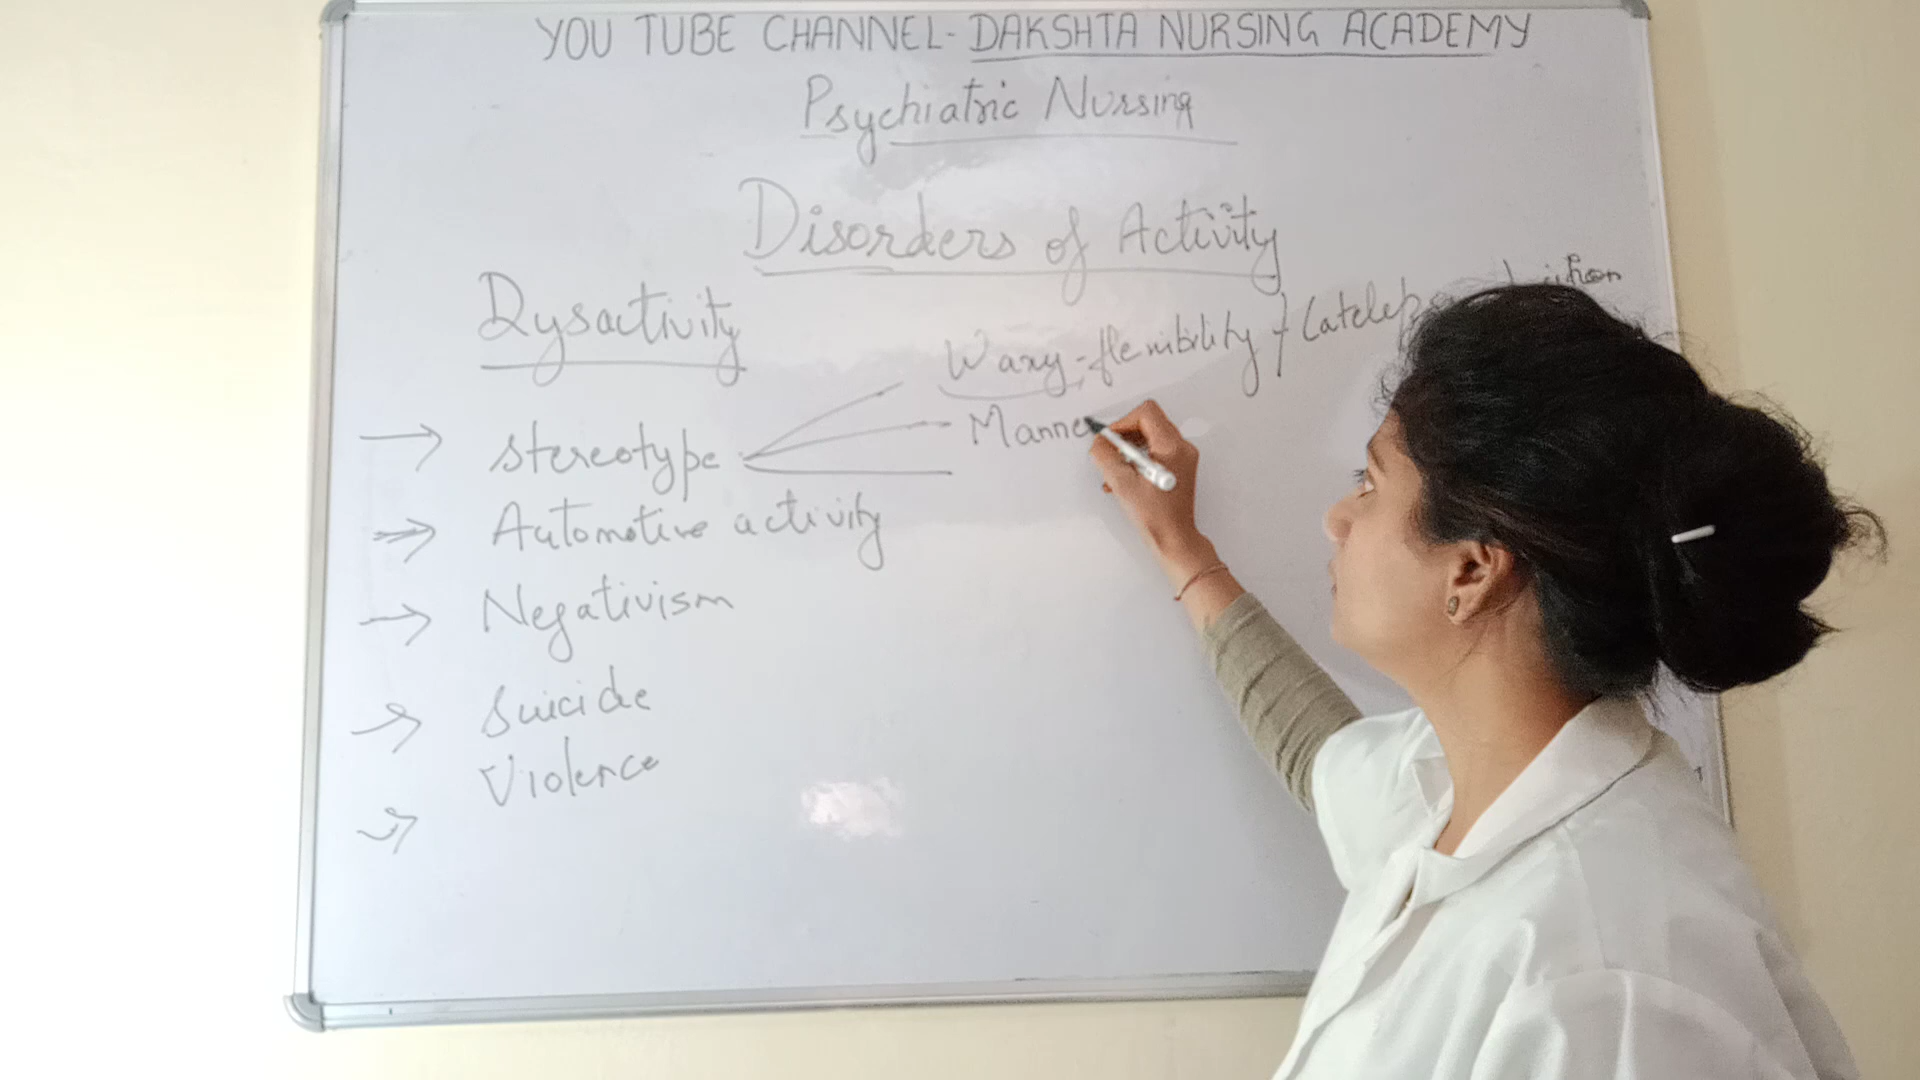 YOU TUBE CHANNEL- DAKSHTA NURSING ACADEMY
Psychiatric Nursing
Disorders of Activity
Dysactivity
Waxy-flexibility /
→ Stereotype
Manne
→ Automotive activity
→ Negativism
→ Suicide
Violence
→